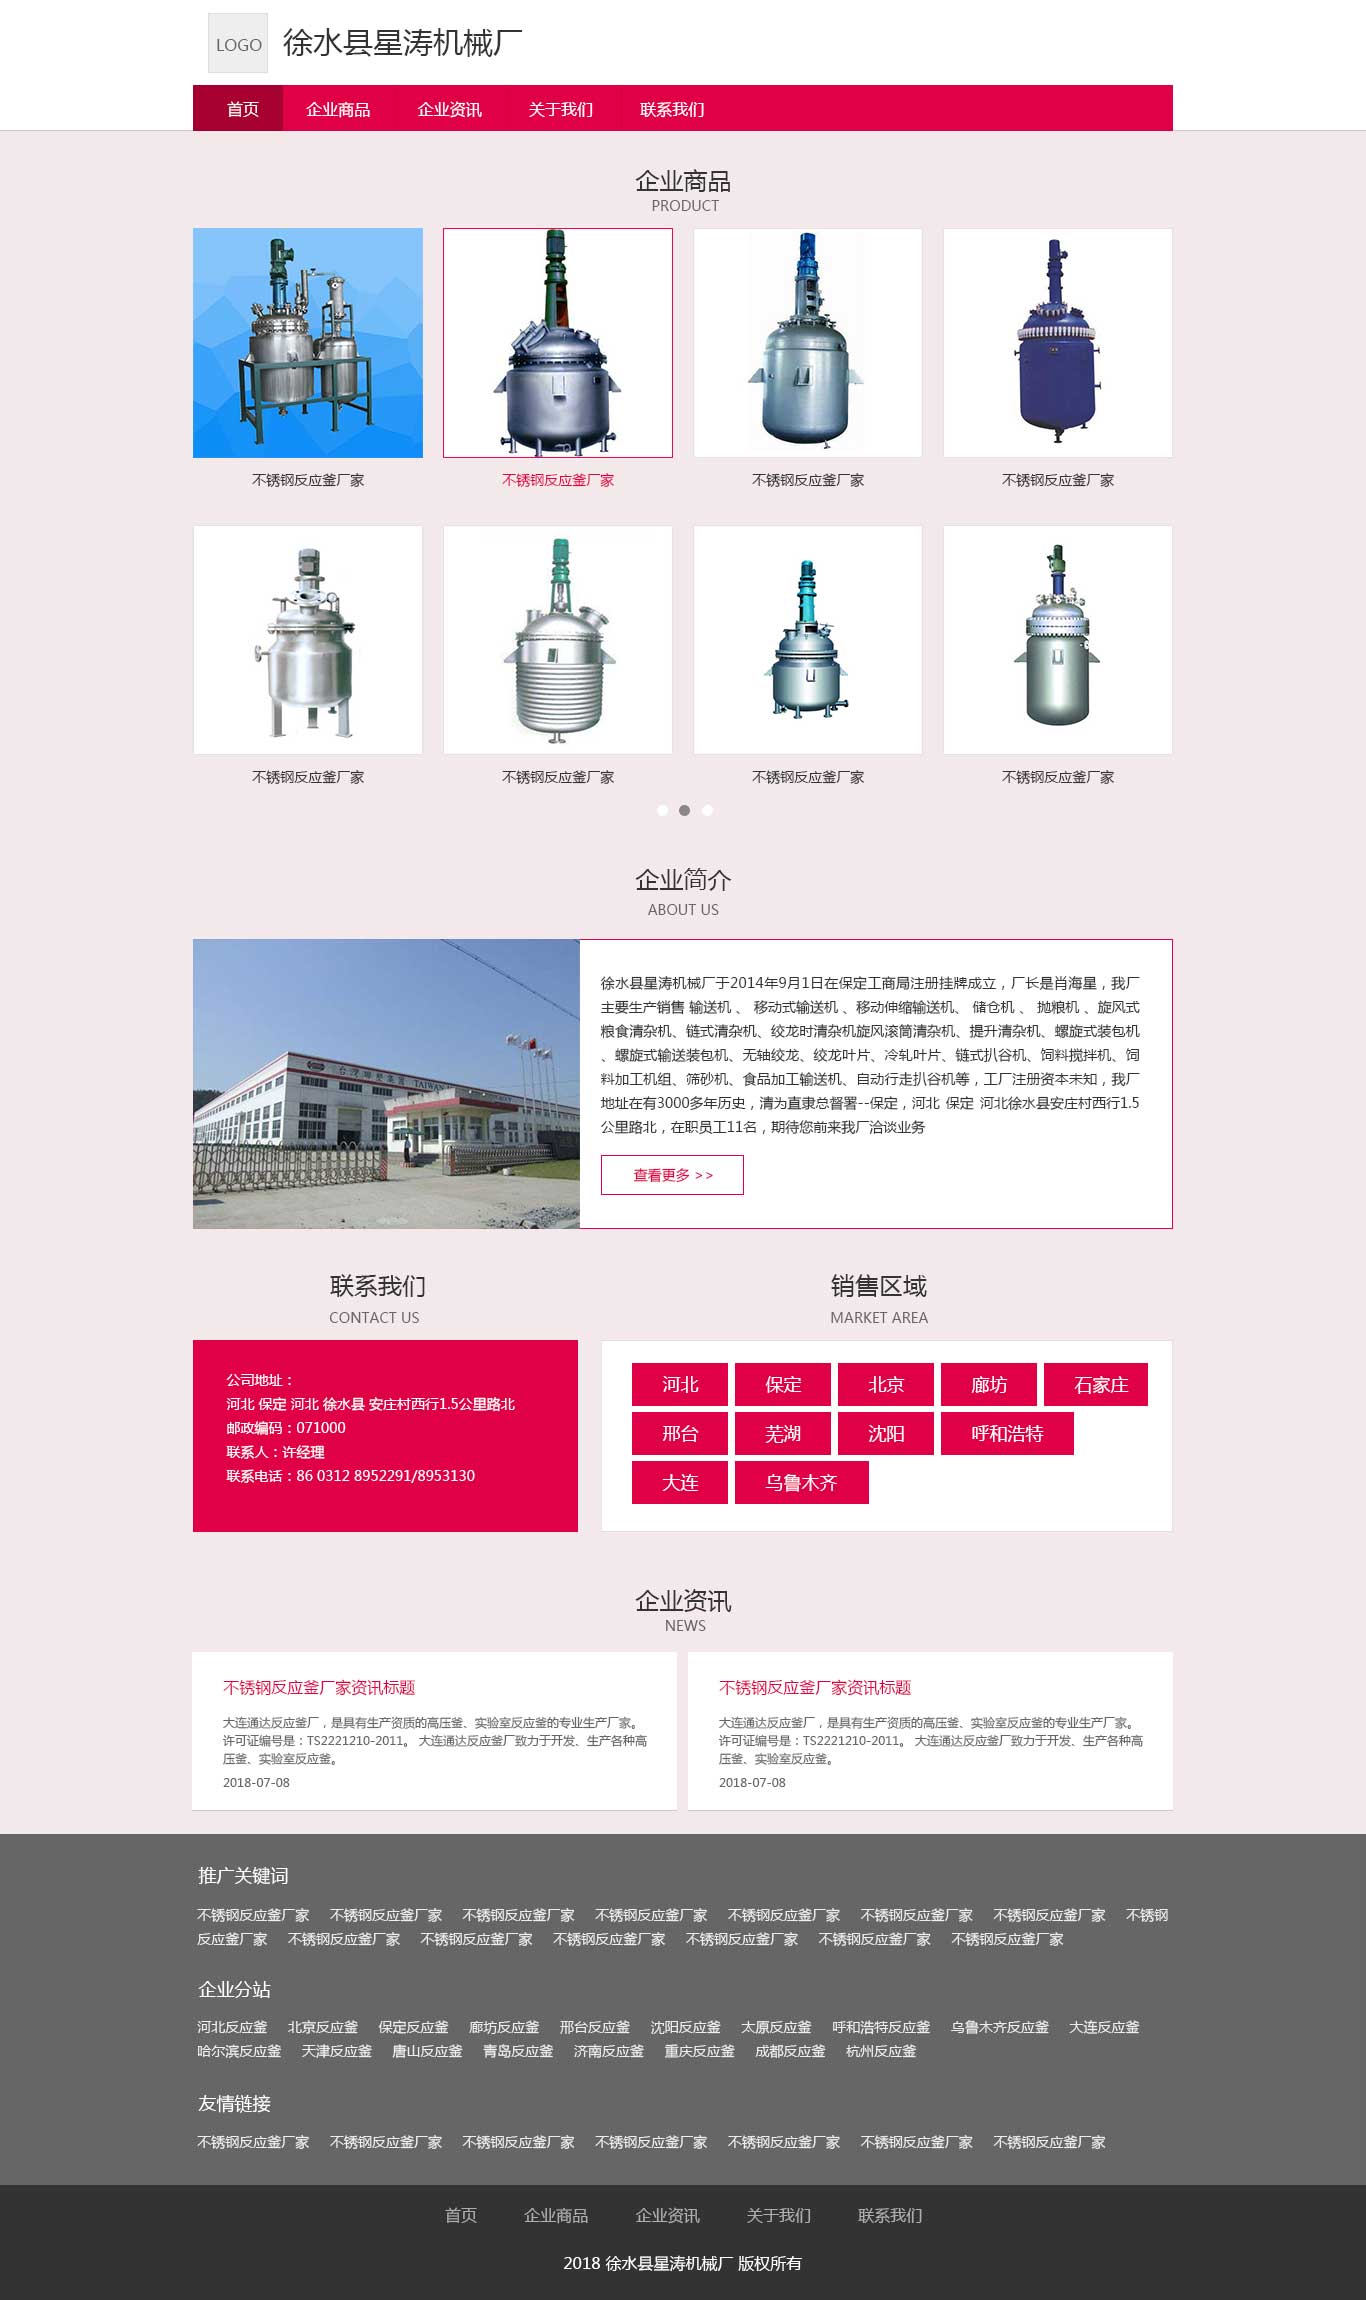 LOGO 徐水县星涛机械厂
首页 企业商品 企业资讯 关于我们 联系我们
企业商品
PRODUCT
不锈钢反应釜厂家 不锈钢反应釜厂家 不锈钢反应釜厂家 不锈钢反应釜厂家
不锈钢反应釜厂家 不锈钢反应釜厂家 不锈钢反应釜厂家 不锈钢反应釜厂家
企业简介
ABOUT US
徐水县星涛机械厂于2014年9月1日在保定工商局注册挂牌成立，厂长是肖海星，我厂
主要生产销售 输送机 、 移动式输送机 、移动伸缩输送机、 储仓机 、 抛粮机 、旋风式
粮食清杂机、链式清杂机、绞龙时清杂机旋风滚筒清杂机、提升清杂机、螺旋式装包机
、螺旋式输送装包机、无轴绞龙、绞龙叶片、冷轧叶片、链式扒谷机、饲料搅拌机、饲
料加工机组、筛砂机、食品加工输送机、自动行走扒谷机等，工厂注册资本未知，我厂
地址在有3000多年历史，清为直隶总督署--保定，河北 保定 河北徐水县安庄村西行1.5
公里路北，在职员工11名，期待您前来我厂洽谈业务
查看更多 >>
台湾
TAIWAN
联系我们
CONTACT US
公司地址：
河北 保定 河北 徐水县 安庄村西行1.5公里路北
邮政编码：071000
联系人：许经理
联系电话：86 0312 8952291/8953130
销售区域
MARKET AREA
河北 保定 北京 廊坊 石家庄
邢台 芜湖 沈阳 呼和浩特
大连 乌鲁木齐
企业资讯
NEWS
不锈钢反应釜厂家资讯标题
大连通达反应釜厂，是具有生产资质的高压釜、实验室反应釜的专业生产厂家。
许可证编号是：TS2221210-2011。 大连通达反应釜厂致力于开发、生产各种高
压釜、实验室反应釜。
2018-07-08
不锈钢反应釜厂家资讯标题
大连通达反应釜厂，是具有生产资质的高压釜、实验室反应釜的专业生产厂家。
许可证编号是：TS2221210-2011。 大连通达反应釜厂致力于开发、生产各种高
压釜、实验室反应釜。
2018-07-08
推广关键词
不锈钢反应釜厂家 不锈钢反应釜厂家 不锈钢反应釜厂家 不锈钢反应釜厂家 不锈钢反应釜厂家 不锈钢反应釜厂家 不锈钢反应釜厂家 不锈钢
反应釜厂家 不锈钢反应釜厂家 不锈钢反应釜厂家 不锈钢反应釜厂家 不锈钢反应釜厂家 不锈钢反应釜厂家 不锈钢反应釜厂家
企业分站
河北反应釜 北京反应釜 保定反应釜 廊坊反应釜 邢台反应釜 沈阳反应釜 太原反应釜 呼和浩特反应釜 乌鲁木齐反应釜 大连反应釜
哈尔滨反应釜 天津反应釜 唐山反应釜 青岛反应釜 济南反应釜 重庆反应釜 成都反应釜 杭州反应釜
友情链接
不锈钢反应釜厂家 不锈钢反应釜厂家 不锈钢反应釜厂家 不锈钢反应釜厂家 不锈钢反应釜厂家 不锈钢反应釜厂家 不锈钢反应釜厂家
首页 企业商品 企业资讯 关于我们 联系我们
2018 徐水县星涛机械厂 版权所有